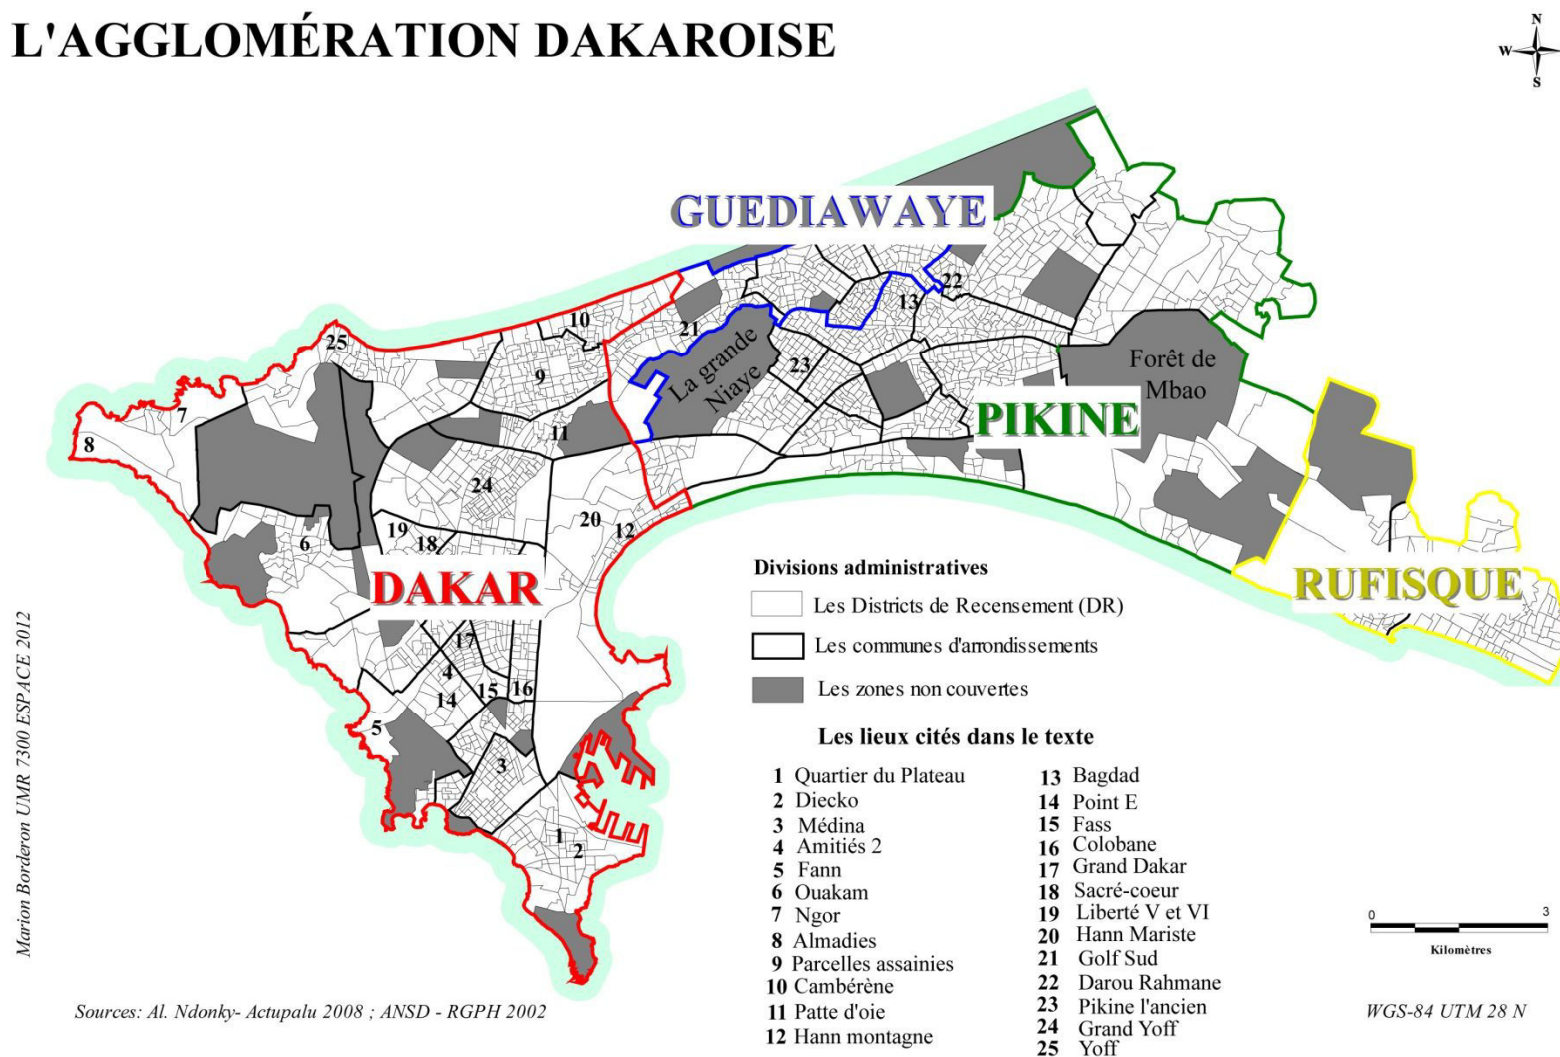 L'AGGLOMÉRATION DAKAROISE
N
W
S
GUEDIAWAYE
22
13
10
21
25
La grande
Niaye
23
9
Forêt de
Mbao
7
PIKINE
11
8
24
20
19
12
6
18
DAKAR
RUFISQUE
17
4
15
16
14
5
3
1
2
Divisions administratives
Les Districts de Recensement (DR)
Les communes d'arrondissements
Les zones non couvertes
Les lieux cités dans le texte
1 Quartier du Plateau
2 Diecko
3 Médina
4 Amitiés 2
5 Fann
6 Ouakam
7 Ngor
8 Almadies
9 Parcelles assainies
10 Cambérène
11 Patte d'oie
12 Hann montagne
13 Bagdad
14 Point E
15 Fass
16 Colobane
17 Grand Dakar
18 Sacré-coeur
19 Liberté V et VI
20 Hann Mariste
21 Golf Sud
22 Darou Rahmane
23 Pikine l'ancien
24 Grand Yoff
25 Yoff
0 3
Kilomètres
WGS-84 UTM 28 N
Marion Borderon UMR 7300 ESPACE 2012
Sources: Al. Ndonky- Actupalu 2008 ; ANSD - RGPH 2002